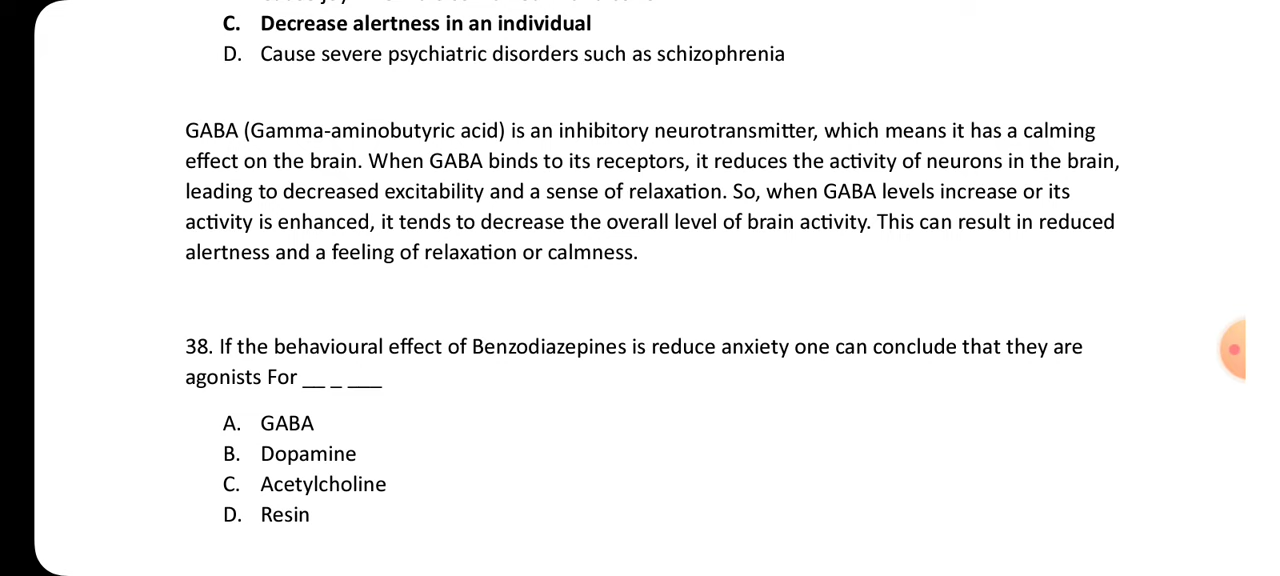 C. Decrease alertness in an individual
D. Cause severe psychiatric disorders such as schizophrenia
GABA (Gamma-aminobutyric acid) is an inhibitory neurotransmitter, which means it has a calming
effect on the brain. When GABA binds to its receptors, it reduces the activity of neurons in the brain,
leading to decreased excitability and a sense of relaxation. So, when GABA levels increase or its
activity is enhanced, it tends to decrease the overall level of brain activity. This can result in reduced
alertness and a feeling of relaxation or calmness.
38. If the behavioural effect of Benzodiazepines is reduce anxiety one can conclude that they are
agonists For __ _ ___
A. GABA
B. Dopamine
C. Acetylcholine
D. Resin